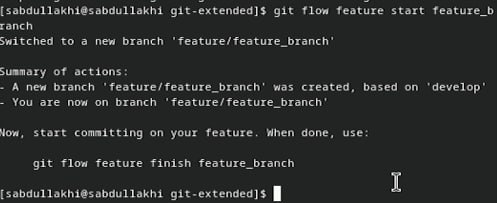 [sabdullakhi@sabdullakhi git-extended]$ git flow feature start feature_b
ranch
Switched to a new branch 'feature/feature_branch'
Summary of actions:
- A new branch 'feature/feature_branch' was created, based on 'develop'
- You are now on branch 'feature/feature_branch'
Now, start committing on your feature. When done, use:
git flow feature finish feature_branch
[sabdullakhi@sabdullakhi git-extended]$